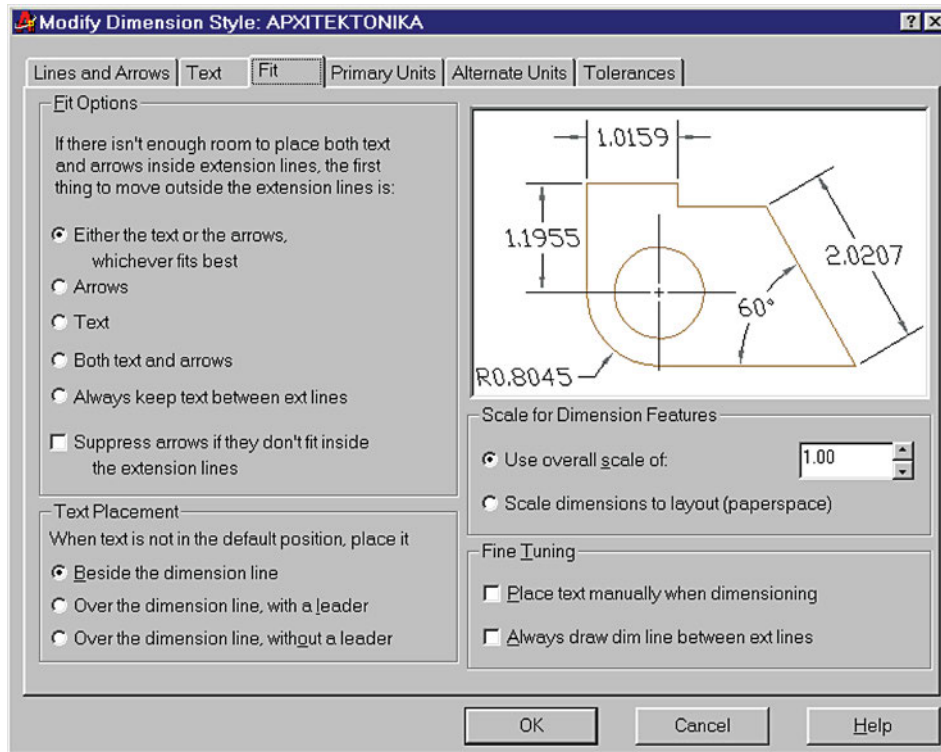 Modify Dimension Style: ΑΡΧΙΤΕΚΤΟΝΙΚΑ
Lines and Arrows
Text
Fit
Primary Units
Alternate Units
Tolerances
Fit Options
If there isn't enough room to place both text
and arrows inside extension lines, the first
thing to move outside the extension lines is:
Either the text or the arrows,
whichever fits best
Arrows
Text
Both text and arrows
Always keep text between ext lines
Suppress arrows if they don't fit inside
the extension lines
Text Placement
When text is not in the default position, place it
Beside the dimension line
Over the dimension line, with a leader
Over the dimension line, without a leader
1.0159
1.1955
2.0207
60°
R0.8045
Scale for Dimension Features
Use overall scale of:
1.00
Scale dimensions to layout (paperspace)
Fine Tuning
Place text manually when dimensioning
Always draw dim line between ext lines
OK
Cancel
Help